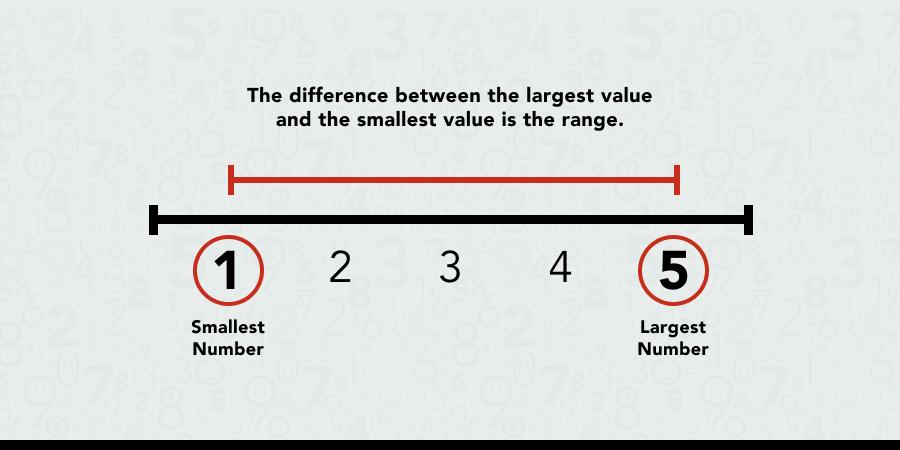 The difference between the largest value
and the smallest value is the range.
1 2 3 4 5
Smallest Number
Largest Number